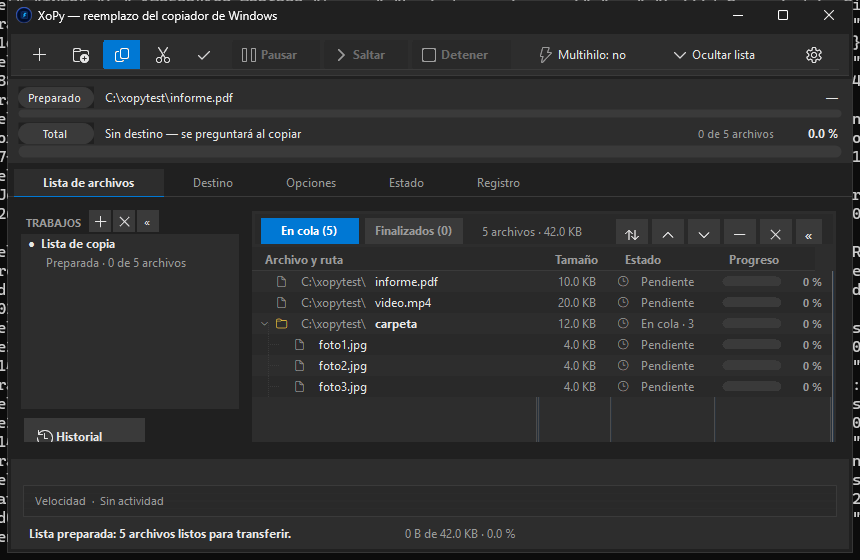 XoPy — reemplazo del copiador de Windows
Pausar Saltar Detener Multihilo: no Ocultar lista
Preparado C:\xopytest\informe.pdf —
Total Sin destino — se preguntará al copiar 0 de 5 archivos 0.0 %
Lista de archivos Destino Opciones Estado Registro
TRABAJOS + × «
En cola (5) Finalizados (0) 5 archivos · 42.0 KB «
• Lista de copia
Preparada · 0 de 5 archivos
Archivo y ruta Tamaño Estado Progreso
C:\xopytest\ informe.pdf 10.0 KB Pendiente 0 %
C:\xopytest\ video.mp4 20.0 KB Pendiente 0 %
C:\xopytest\ carpeta 12.0 KB En cola · 3 0 %
foto1.jpg 4.0 KB Pendiente 0 %
foto2.jpg 4.0 KB Pendiente 0 %
foto3.jpg 4.0 KB Pendiente 0 %
Historial
Velocidad · Sin actividad
Lista preparada: 5 archivos listos para transferir. 0 B de 42.0 KB · 0.0 %